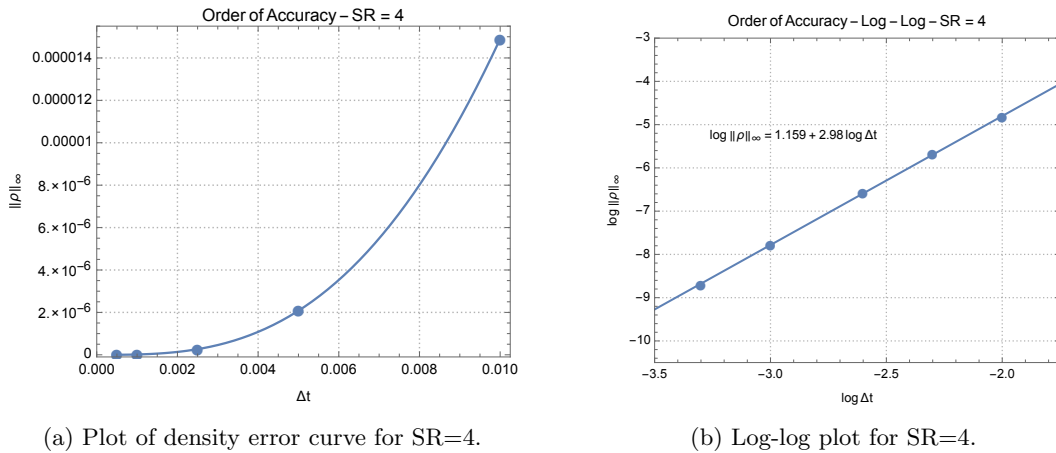 Order of Accuracy – SR = 4
0.000014
0.000012
0.00001
8. × 10⁻⁶
6. × 10⁻⁶
4. × 10⁻⁶
2. × 10⁻⁶
0
‖ρ‖∞
0.000 0.002 0.004 0.006 0.008 0.010
Δt
(a) Plot of density error curve for SR=4.
Order of Accuracy – Log – Log – SR = 4
-3
-4
-5
-6
-7
-8
-9
-10
log ‖ρ‖∞
log ‖ρ‖∞ = 1.159 + 2.98 log Δt
-3.5 -3.0 -2.5 -2.0
log Δt
(b) Log-log plot for SR=4.